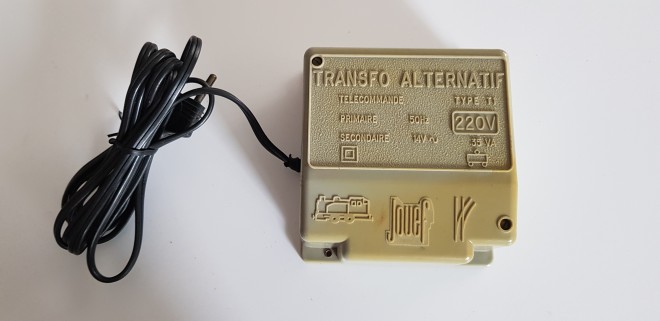 TRANSFO ALTERNATIF
TELECOMMANDE TYPE T1
PRIMAIRE 50Hz 220V
SECONDAIRE 14V ~ 35 VA
Jouef